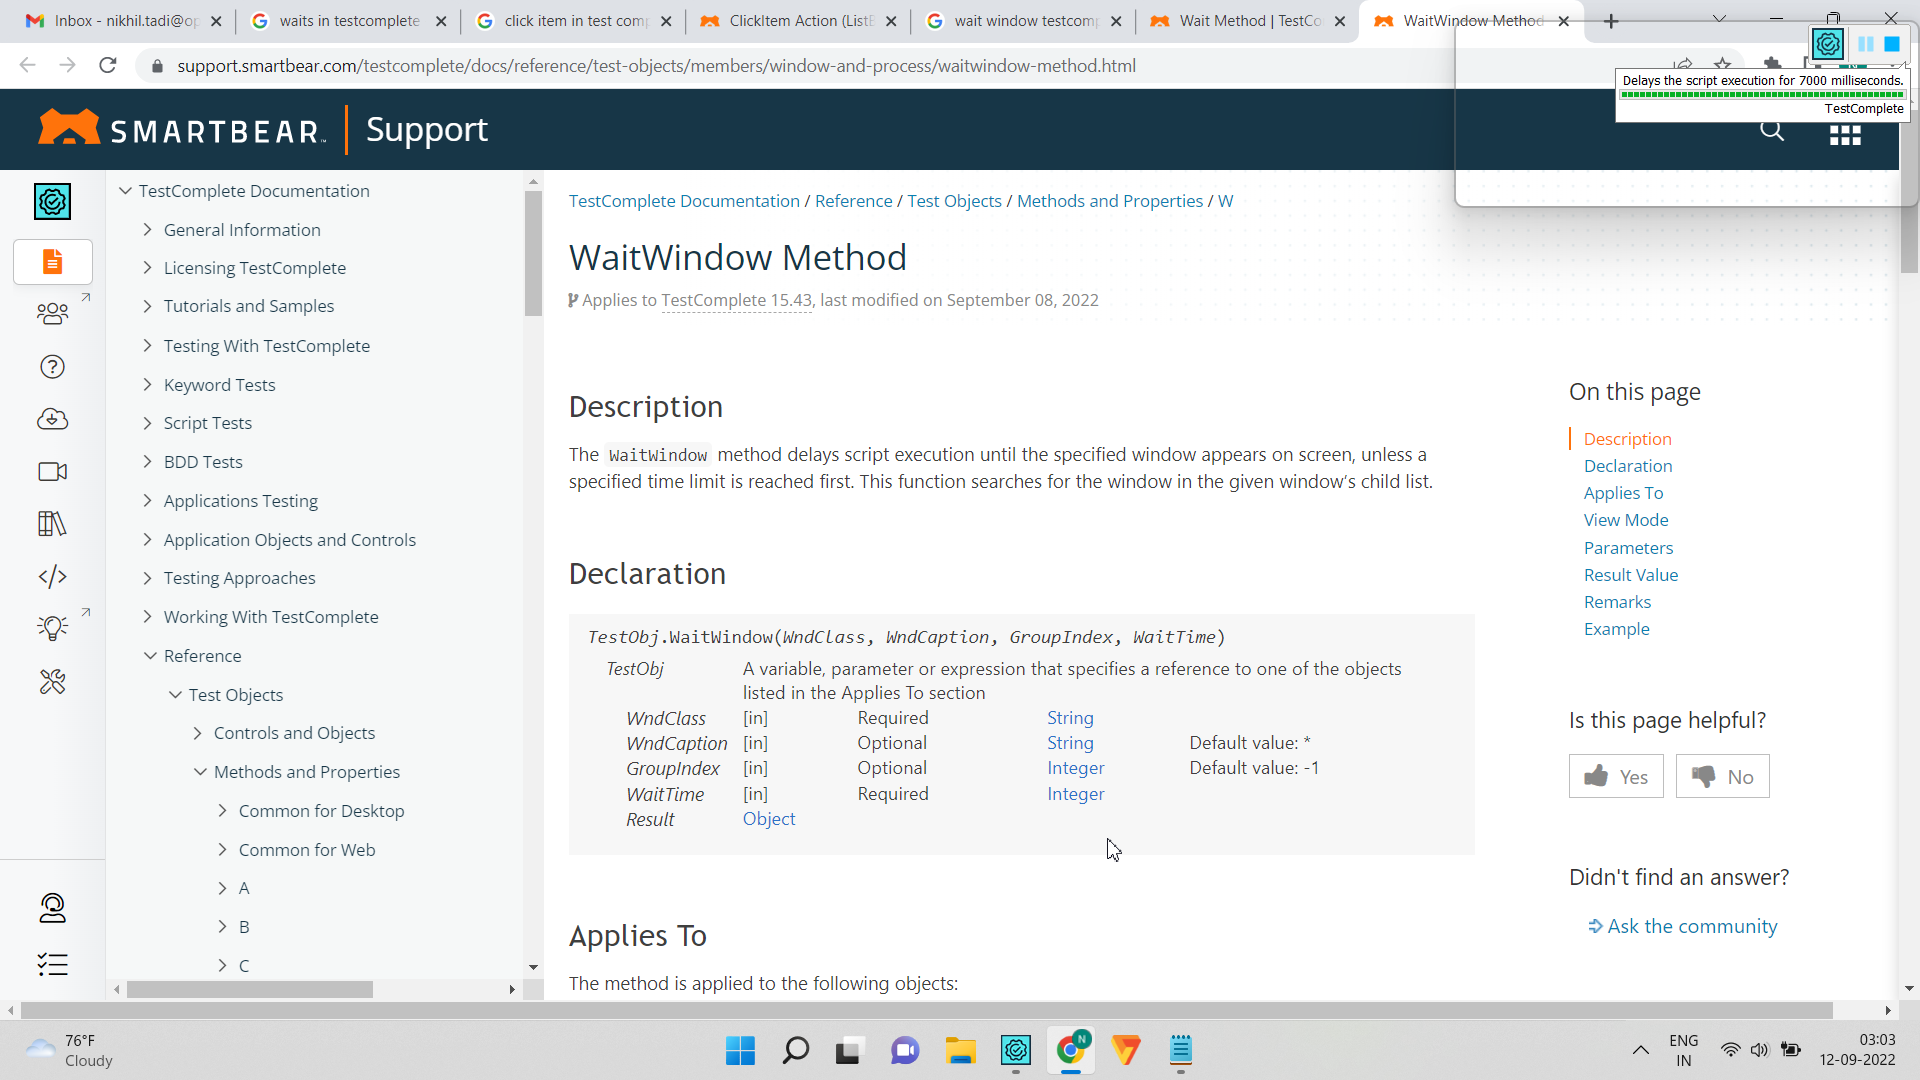 Inbox - nikhil.tadi@o
waits in testcomplete
click item in test com
ClickItem Action (List
wait window testcom
Wait Method | TestCo
WaitWindow Method
support.smartbear.com/testcomplete/docs/reference/test-objects/members/window-and-process/waitwindow-method.html
Delays the script execution for 7000 milliseconds.
TestComplete
SMARTBEAR Support
TestComplete Documentation
General Information
Licensing TestComplete
Tutorials and Samples
Testing With TestComplete
Keyword Tests
Script Tests
BDD Tests
Applications Testing
Application Objects and Controls
Testing Approaches
Working With TestComplete
Reference
Test Objects
Controls and Objects
Methods and Properties
Common for Desktop
Common for Web
A
B
C
TestComplete Documentation / Reference / Test Objects / Methods and Properties / W
WaitWindow Method
Applies to TestComplete 15.43, last modified on September 08, 2022
Description
The WaitWindow method delays script execution until the specified window appears on screen, unless a
specified time limit is reached first. This function searches for the window in the given window's child list.
Declaration
TestObj.WaitWindow(WndClass, WndCaption, GroupIndex, WaitTime)
TestObj A variable, parameter or expression that specifies a reference to one of the objects
listed in the Applies To section
WndClass [in] Required String
WndCaption [in] Optional String Default value: *
GroupIndex [in] Optional Integer Default value: -1
WaitTime [in] Required Integer
Result Object
Applies To
The method is applied to the following objects:
On this page
Description
Declaration
Applies To
View Mode
Parameters
Result Value
Remarks
Example
Is this page helpful?
Yes No
Didn't find an answer?
Ask the community
76°F
Cloudy
N
ENG
IN
03:03
12-09-2022